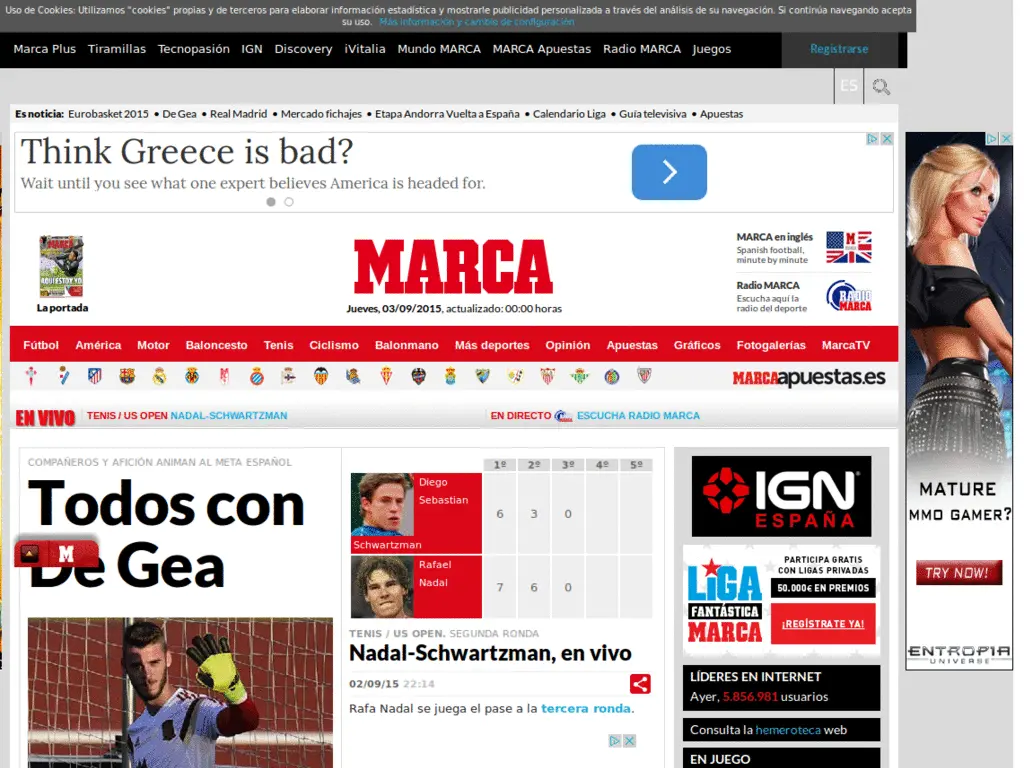 Uso de Cookies: Utilizamos "cookies" propias y de terceros para elaborar información estadística y mostrarle publicidad personalizada a través del análisis de su navegación. Si continúa navegando acepta
su uso. Más información y cambio de configuración
Marca Plus Tiramillas Tecnopasión IGN Discovery iVitalia Mundo MARCA MARCA Apuestas Radio MARCA Juegos Registrarse
ES
Es noticia: Eurobasket 2015 • De Gea • Real Madrid • Mercado fichajes • Etapa Andorra Vuelta a España • Calendario Liga • Guía televisiva • Apuestas
Think Greece is bad?
Wait until you see what one expert believes America is headed for.
MARCA
AQUÍ ESTOY YO
La portada
MARCA
Jueves, 03/09/2015, actualizado: 00:00 horas
MARCA en inglés
Spanish football,
minute by minute
M
Radio MARCA
Escucha aquí la
radio del deporte
RADIO
MARCA
Fútbol América Motor Baloncesto Tenis Ciclismo Balonmano Más deportes Opinión Apuestas Gráficos Fotogalerías MarcaTV
MARCAapuestas.es
EN VIVO TENIS / US OPEN NADAL-SCHWARTZMAN
EN DIRECTO ESCUCHA RADIO MARCA
COMPAÑEROS Y AFICIÓN ANIMAN AL META ESPAÑOL
Todos con
De Gea
M
1º 2º 3º 4º 5º
Diego
Sebastian
Schwartzman
6 3 0
Rafael
Nadal
7 6 0
TENIS / US OPEN. SEGUNDA RONDA
Nadal-Schwartzman, en vivo
02/09/15 22:14
Rafa Nadal se juega el pase a la tercera ronda.
IGN
ESPAÑA
LIGA
FANTÁSTICA
MARCA
PARTICIPA GRATIS
CON LIGAS PRIVADAS
50.000€ EN PREMIOS
¡REGÍSTRATE YA!
LÍDERES EN INTERNET
Ayer, 5.856.981 usuarios
Consulta la hemeroteca web
EN JUEGO
MATURE
MMO GAMER?
TRY NOW!
ENTROPIA
UNIVERSE